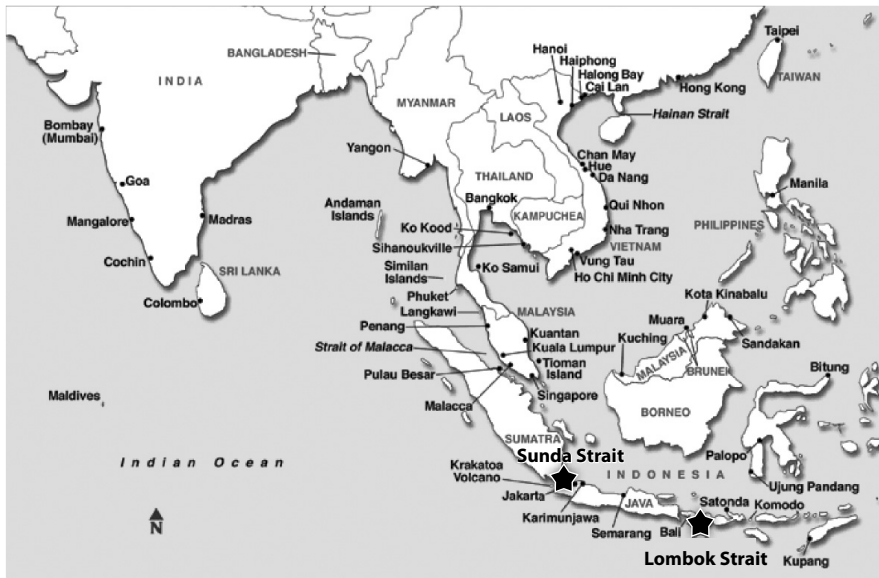 Taipei
TAIWAN
BANGLADESH
INDIA
Hanoi
Haiphong
Halong Bay
Cai Lan
Hong Kong
MYANMAR
LAOS
Hainan Strait
Bombay
(Mumbai)
Yangon
Chan May
Hue
Da Nang
THAILAND
Goa
Manila
Bangkok
Andaman
Islands
Qui Nhon
Mangalore
Madras
KAMPUCHEA
PHILIPPINES
Ko Kood
Nha Trang
Sihanoukville
VIETNAM
Cochin
SRI LANKA
Similan
Islands
Ko Samui
Vung Tau
Ho Chi Minh City
Colombo
Phuket
Kota Kinabalu
Langkawi
MALAYSIA
Penang
Muara
Kuantan
Kuching
Sandakan
Strait of Malacca
Kuala Lumpur
MALAYSIA
Tioman
Island
Pulau Besar
BRUNEI
Bitung
Maldives
Singapore
Malacca
BORNEO
SUMATRA
Sunda Strait
Palopo
Indian Ocean
Krakatoa
Volcano
INDONESIA
Ujung Pandang
Jakarta
Satonda
Komodo
JAVA
Karimunjawa
N
Semarang
Bali
Lombok Strait
Kupang